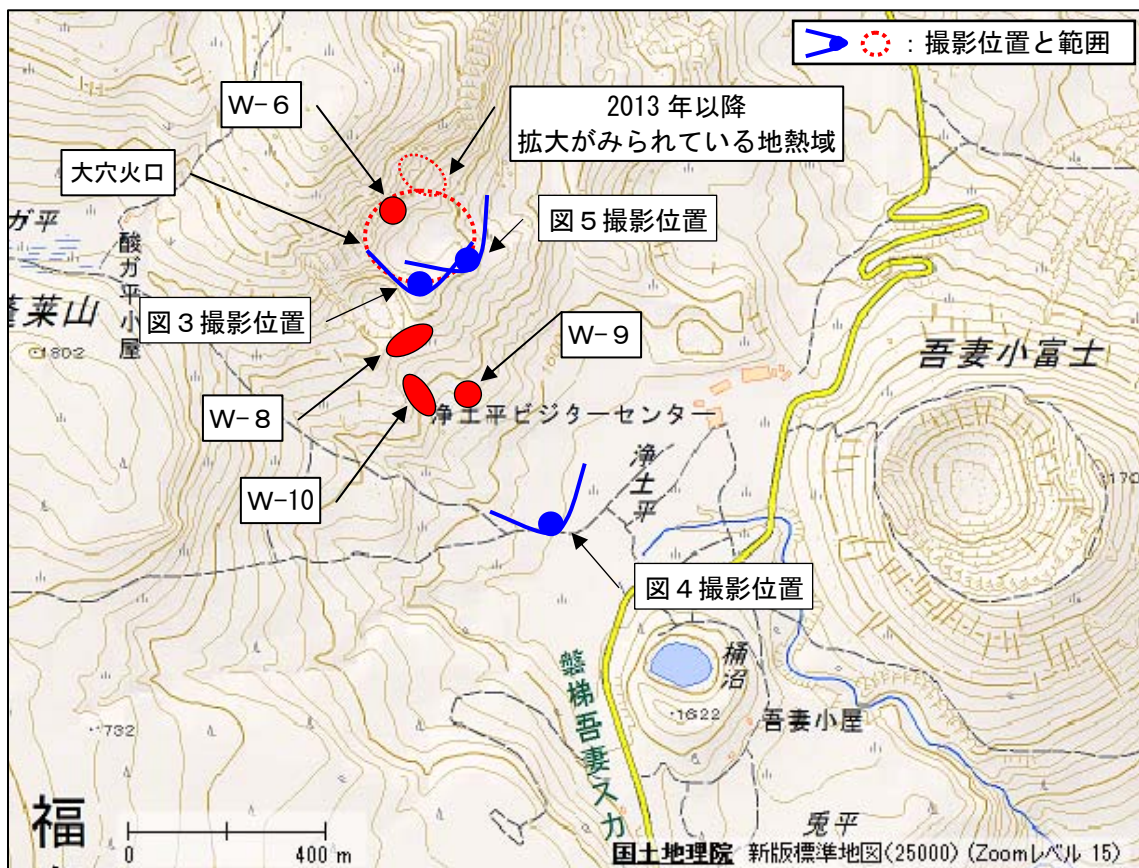 ：撮影位置と範囲
W-6
2013 年以降
拡大がみられている地熱域
大穴火口
図5撮影位置
ガ平
酸ガ平小屋
蓬莱山
1802
図3撮影位置
W-9
吾妻小富士
W-8
浄土平ビジターセンター
170
W-10
浄土平
図4撮影位置
桶沼
磐梯吾妻スカ
1622
吾妻小屋
1732
福
兎平
0
400 m
国土地理院 新版標準地図(25000) (Zoomレベル 15)